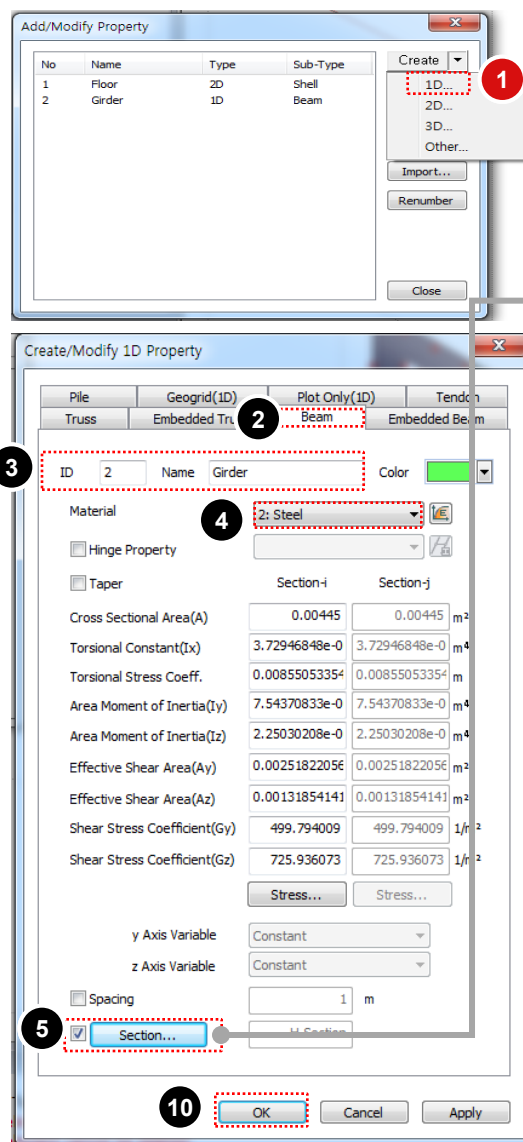 Add/Modify Property
No Name Type Sub-Type
1 Floor 2D Shell
2 Girder 1D Beam
Create
1D...
1
2D...
3D...
Other...
Import...
Renumber
Close
Create/Modify 1D Property
Pile Geogrid(1D) Plot Only(1D) Tendon
Truss Embedded Tru 2 Beam Embedded Beam
3
ID 2 Name Girder Color
Material 4 2: Steel
Hinge Property
Taper Section-i Section-j
Cross Sectional Area(A) 0.00445 0.00445 m²
Torsional Constant(Ix) 3.72946848e-0 3.72946848e-0 m⁴
Torsional Stress Coeff. 0.00855053354 0.00855053354 m
Area Moment of Inertia(Iy) 7.54370833e-0 7.54370833e-0 m⁴
Area Moment of Inertia(Iz) 2.25030208e-0 2.25030208e-0 m⁴
Effective Shear Area(Ay) 0.00251822056 0.00251822056 m²
Effective Shear Area(Az) 0.00131854141 0.00131854141 m²
Shear Stress Coefficient(Gy) 499.794009 499.794009 1/m²
Shear Stress Coefficient(Gz) 725.936073 725.936073 1/m²
Stress... Stress...
y Axis Variable Constant
z Axis Variable Constant
Spacing 1 m
5 Section... H-Section
10 OK Cancel Apply